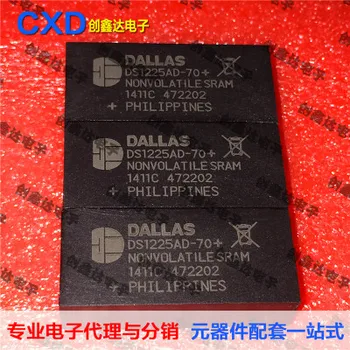 CXD 创鑫达电子
DALLAS
DS1225AD-70+
NONVOLATILE SRAM
1411C 472202
+ PHILIPPINES
DALLAS
DS1225AD-70+
NONVOLATILE SRAM
1411C 472202
+ PHILIPPINES
DALLAS
DS1225AD-70+
NONVOLATILE SRAM
1411C 472202
+ PHILIPPINES
专业电子代理与分销 元器件配套一站式